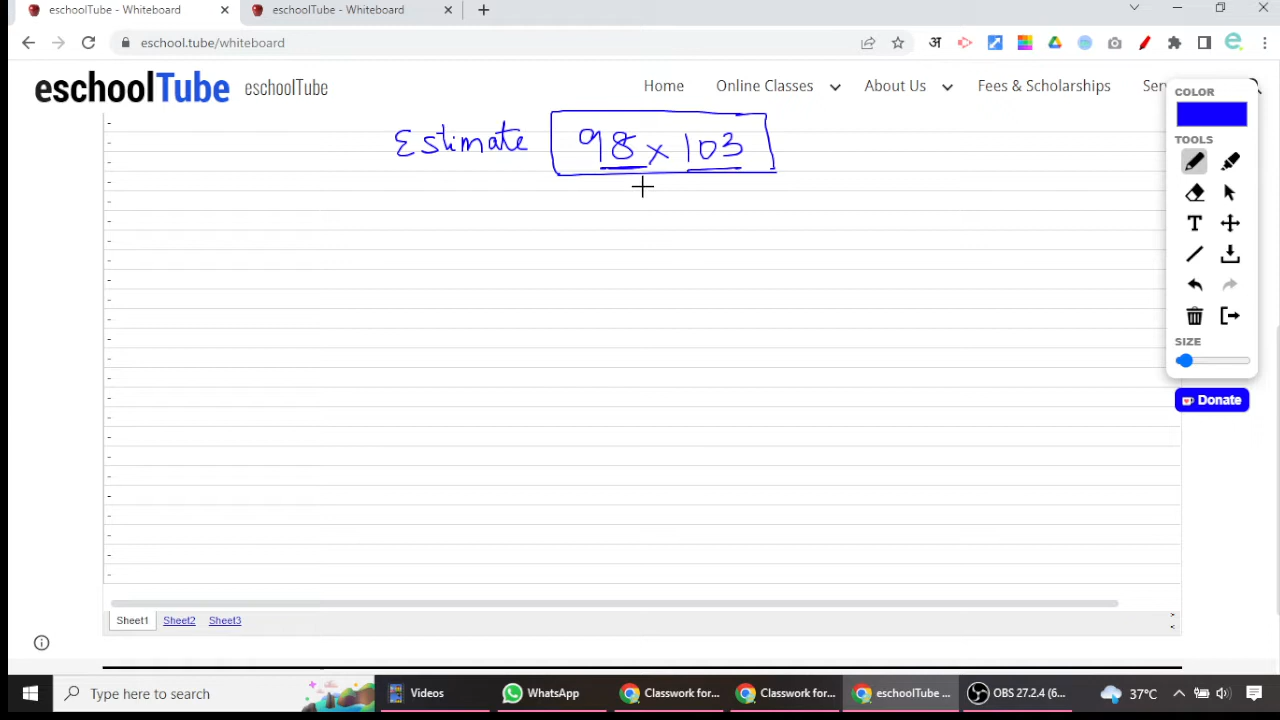 eschoolTube - Whiteboard
eschoolTube - Whiteboard
eschool.tube/whiteboard
अ
eschoolTube eschoolTube
Home Online Classes About Us Fees & Scholarships Ser
Estimate 98 × 103
COLOR
TOOLS
T
SIZE
Donate
Sheet1 Sheet2 Sheet3
Type here to search
Videos WhatsApp Classwork for... Classwork for... eschoolTube ... OBS 27.2.4 (6... 37°C